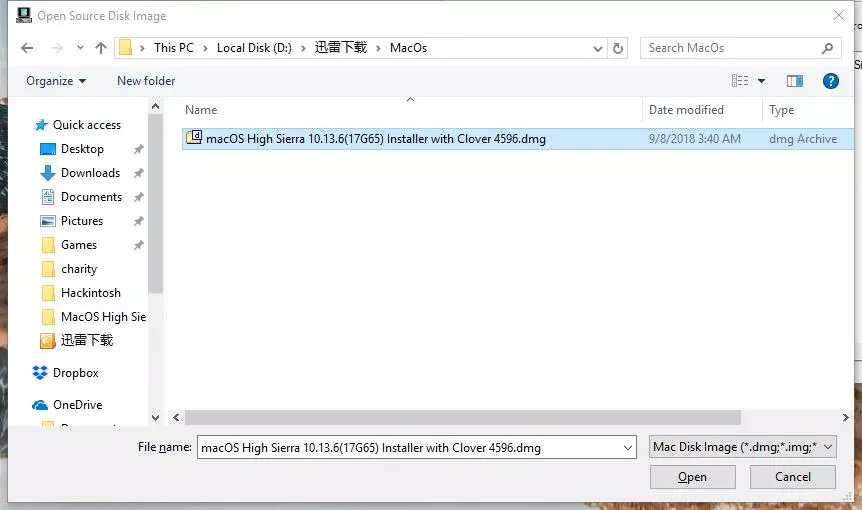 Open Source Disk Image
This PC > Local Disk (D:) > 迅雷下载 > MacOs
Search MacOs
Organize
New folder
Name
Date modified
Type
macOS High Sierra 10.13.6(17G65) Installer with Clover 4596.dmg
9/8/2018 3:40 AM
dmg Archive
Quick access
Desktop
Downloads
Documents
Pictures
Games
charity
Hackintosh
MacOS High Sie
迅雷下载
Dropbox
OneDrive
File name:
macOS High Sierra 10.13.6(17G65) Installer with Clover 4596.dmg
Mac Disk Image (*.dmg;*.img;*
Open
Cancel